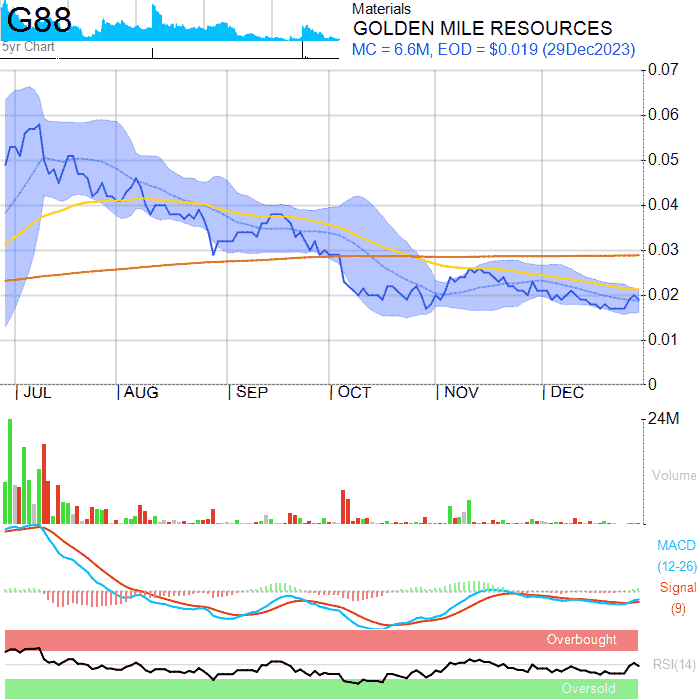 G88
5yr Chart
Materials
GOLDEN MILE RESOURCES
MC = 6.6M, EOD = $0.019 (29Dec2023)
0.07
0.06
0.05
0.04
0.03
0.02
0.01
0
JUL AUG SEP OCT NOV DEC
24M
Volume
MACD
(12-26)
Signal
(9)
Overbought
RSI(14)
Oversold